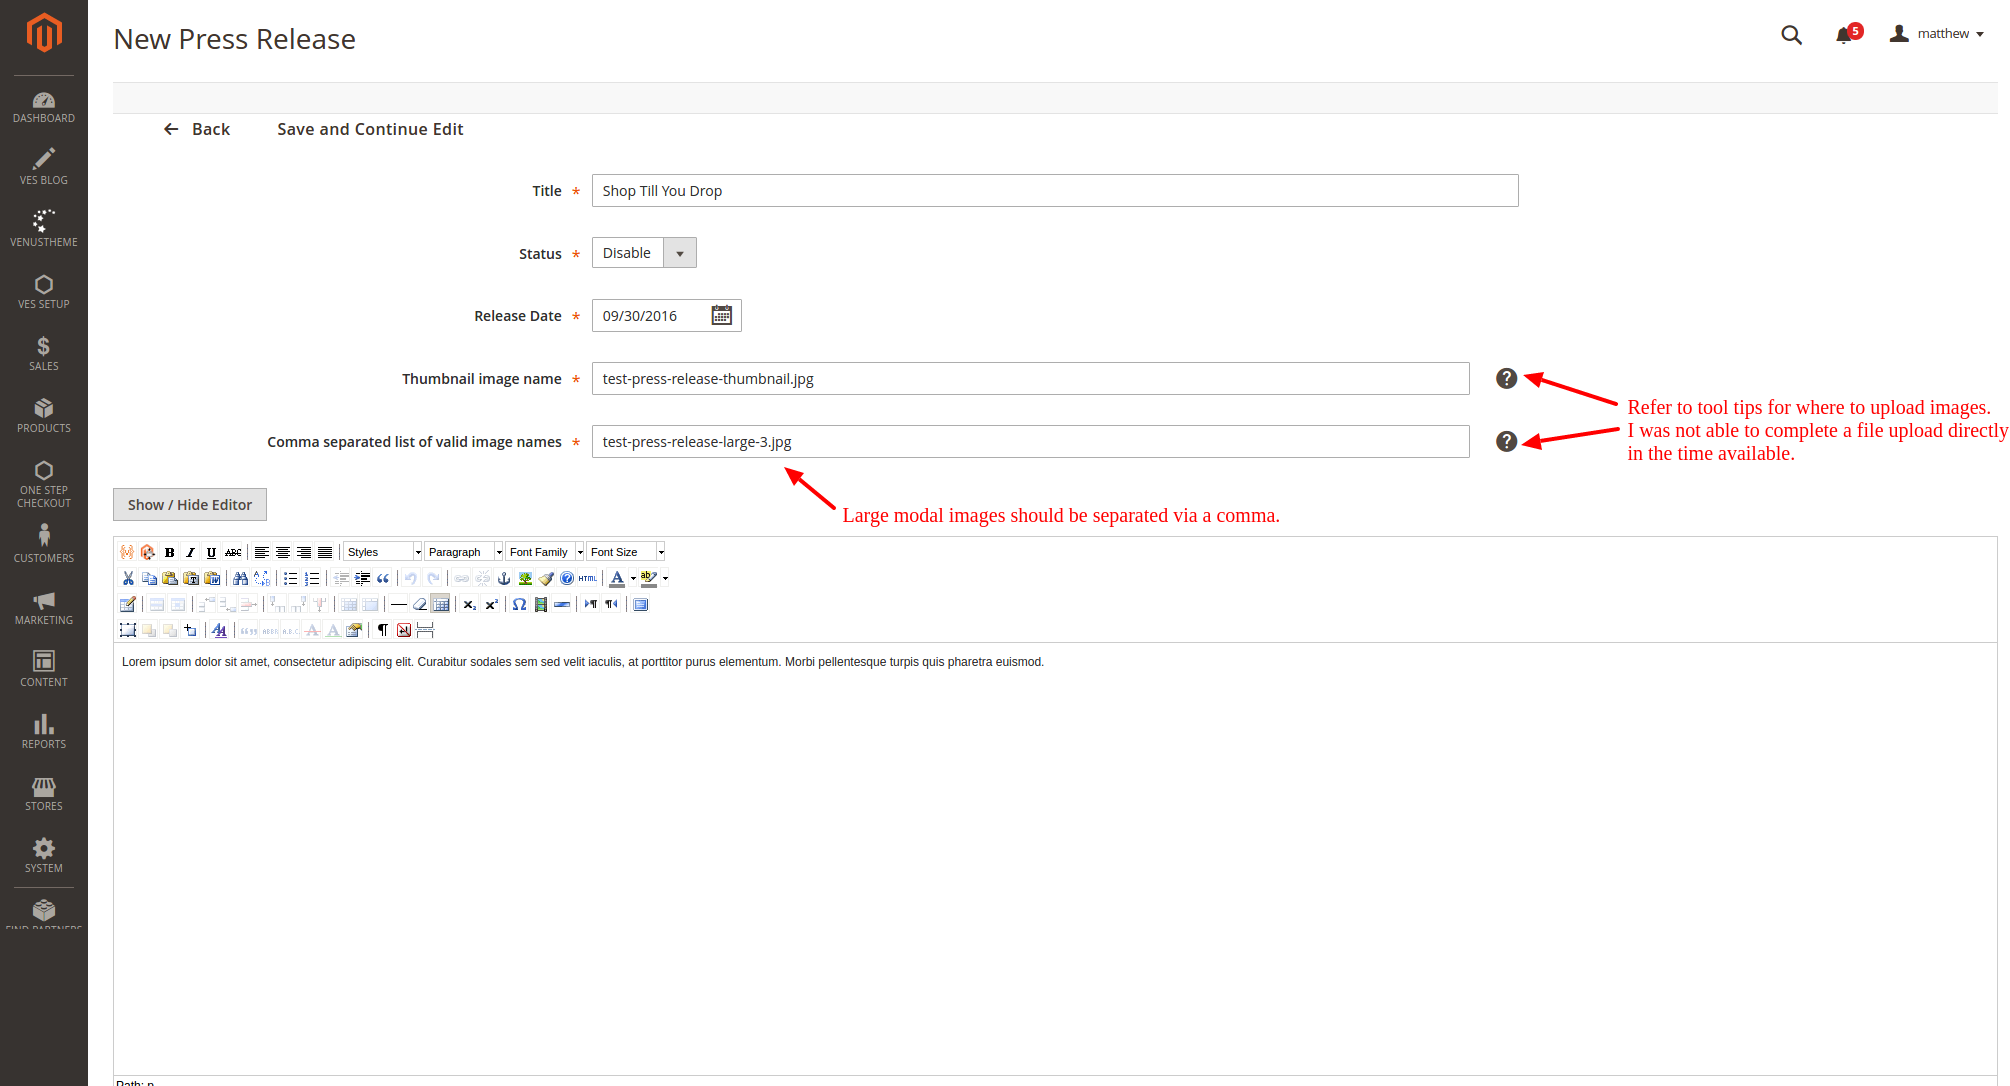 New Press Release
5
matthew
DASHBOARD
VES BLOG
VENUSTHEME
VES SETUP
$
SALES
PRODUCTS
ONE STEP
CHECKOUT
CUSTOMERS
MARKETING
CONTENT
REPORTS
STORES
SYSTEM
Back
Save and Continue Edit
Title *
Shop Till You Drop
Status *
Disable
Release Date *
09/30/2016
Thumbnail image name *
test-press-release-thumbnail.jpg
?
Refer to tool tips for where to upload images.
I was not able to complete a file upload directly
in the time available.
Comma separated list of valid image names *
test-press-release-large-3.jpg
?
Large modal images should be separated via a comma.
Show / Hide Editor
B I U ABC Styles Paragraph Font Family Font Size
HTML A ab
x₂ x² Ω ¶ ¶
AA A A ¶
Lorem ipsum dolor sit amet, consectetur adipiscing elit. Curabitur sodales sem sed velit iaculis, at porttitor purus elementum. Morbi pellentesque turpis quis pharetra euismod.
Path: p